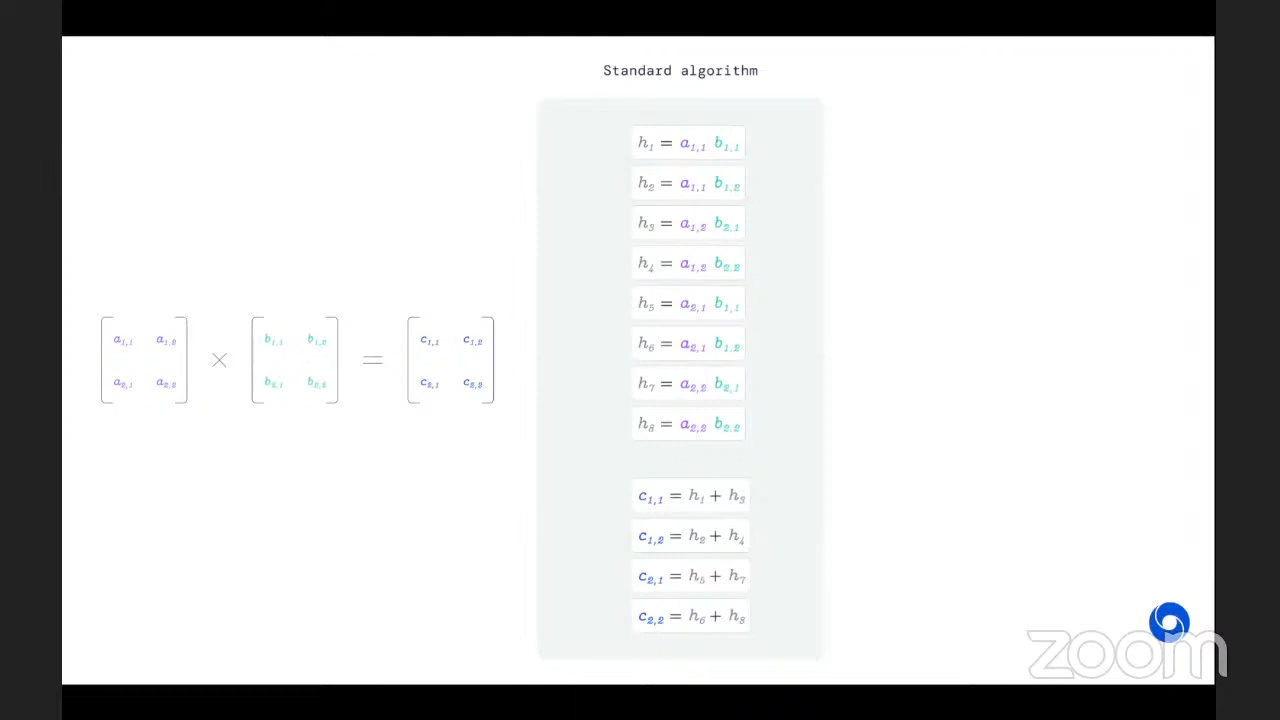 Standard algorithm
h₁ = a₁,₁ b₁,₁
h₂ = a₁,₁ b₁,₂
h₃ = a₁,₂ b₂,₁
h₄ = a₁,₂ b₂,₂
h₅ = a₂,₁ b₁,₁
h₆ = a₂,₁ b₁,₂
h₇ = a₂,₂ b₂,₁
h₈ = a₂,₂ b₂,₂
a₁,₁ a₁,₂ b₁,₁ b₁,₂ c₁,₁ c₁,₂
× =
a₂,₁ a₂,₂ b₂,₁ b₂,₂ c₂,₁ c₂,₂
c₁,₁ = h₁ + h₃
c₁,₂ = h₂ + h₄
c₂,₁ = h₅ + h₇
c₂,₂ = h₆ + h₈
zoom